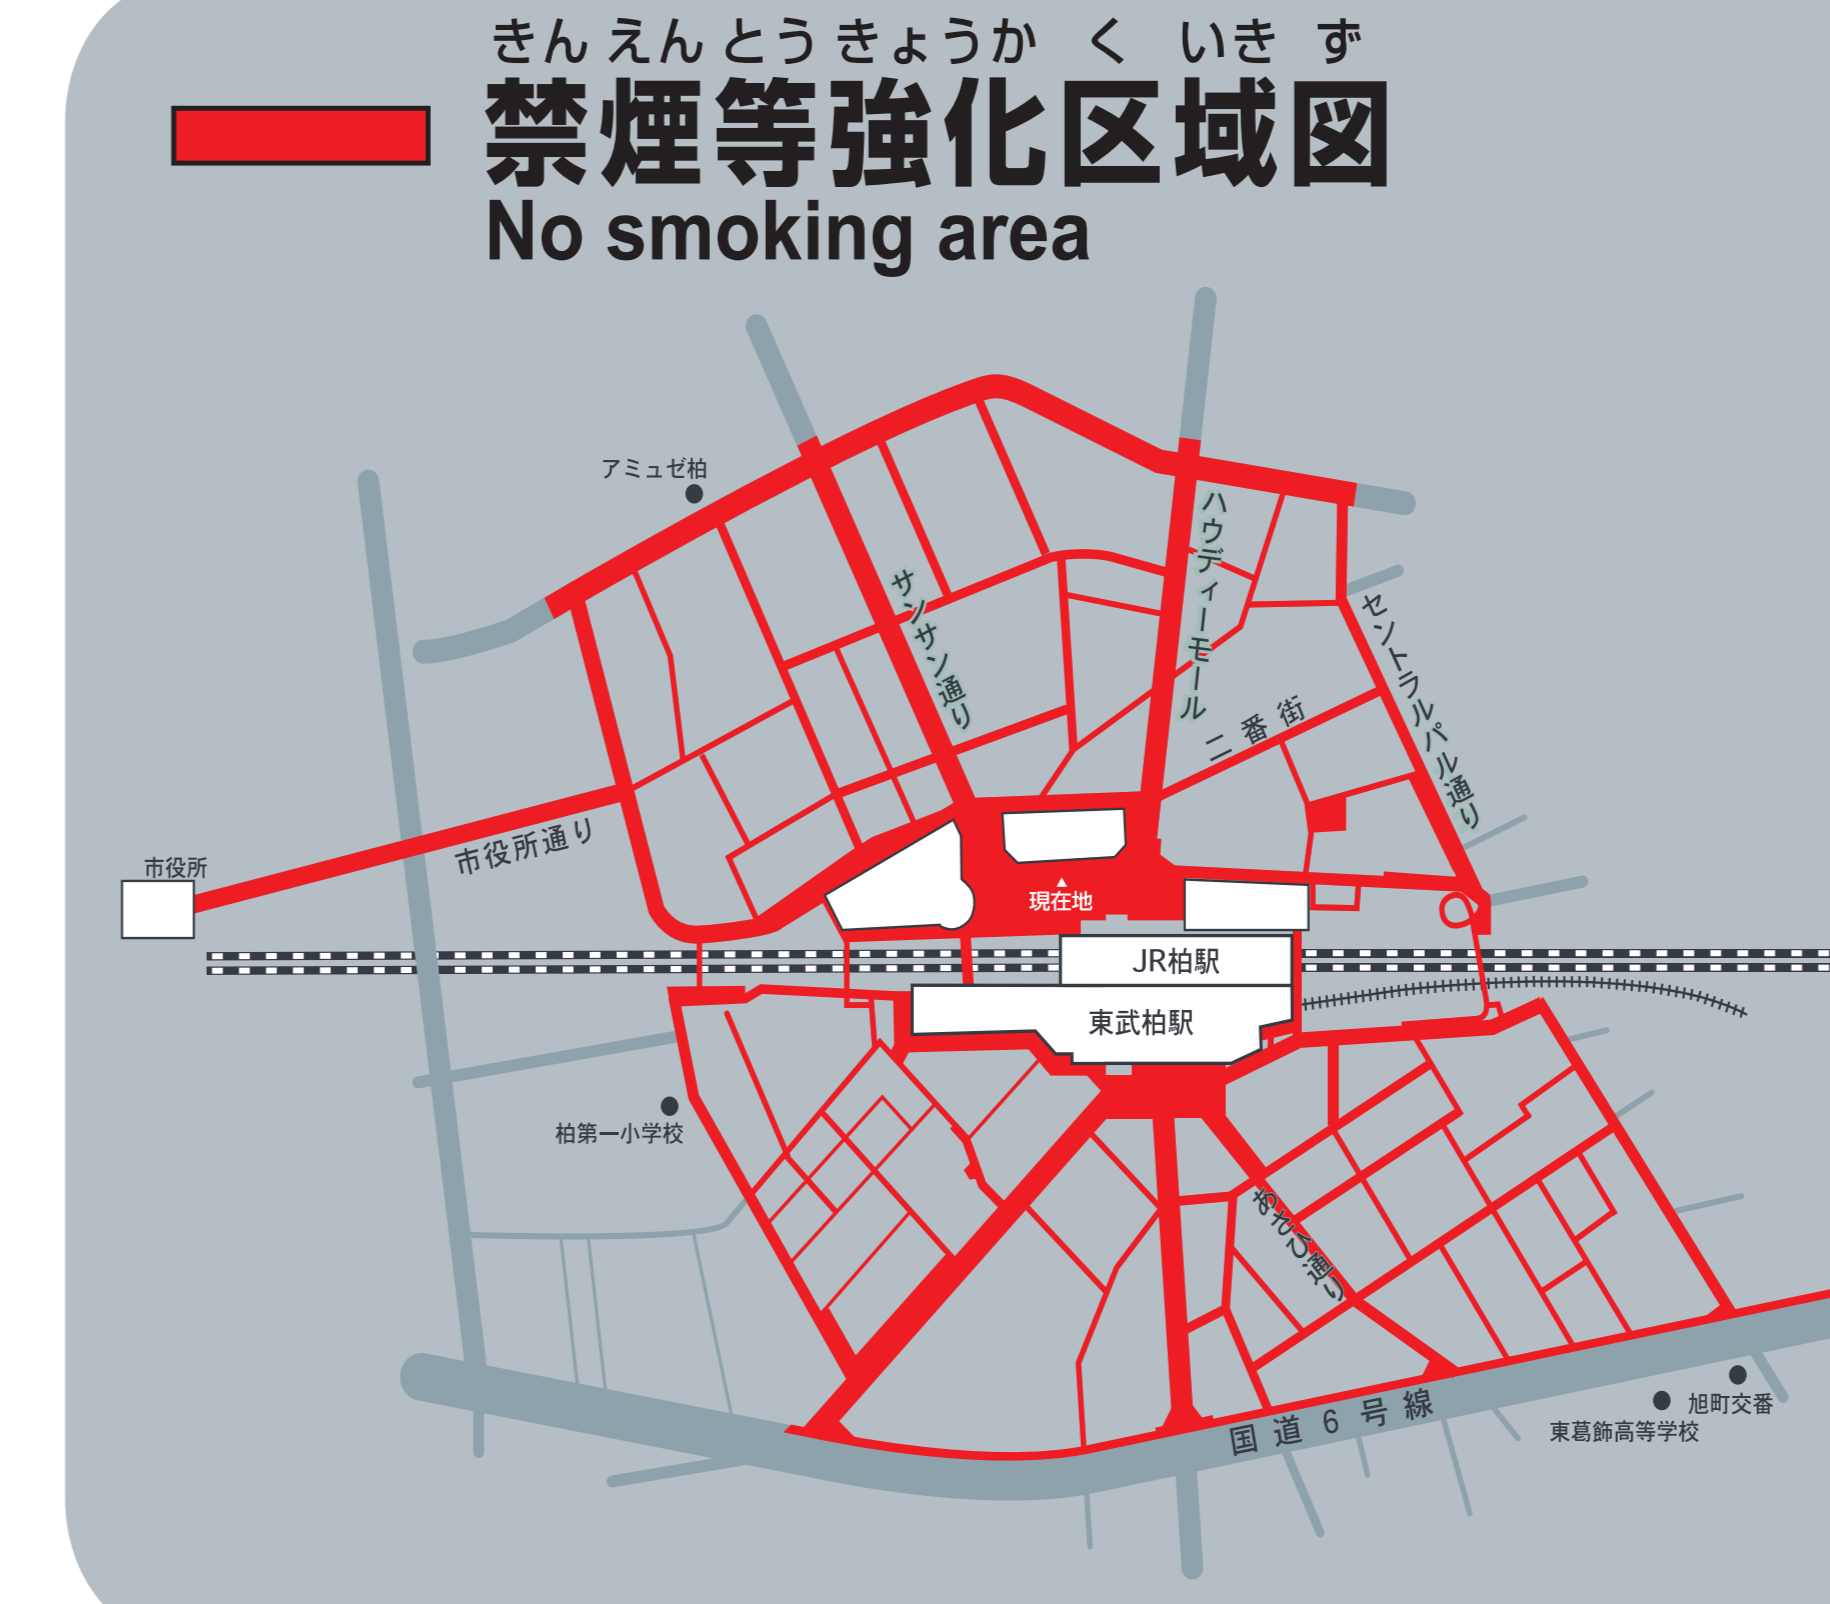 きんえんとうきょうかくいきず
禁煙等強化区域図
No smoking area
アミュゼ柏
ハウディーモール
サンサン通り
セントラルパル通り
二番街
市役所通り
市役所
現在地
JR柏駅
東武柏駅
柏第一小学校
あさひ通り
国道6号線
旭町交番
東葛飾高等学校